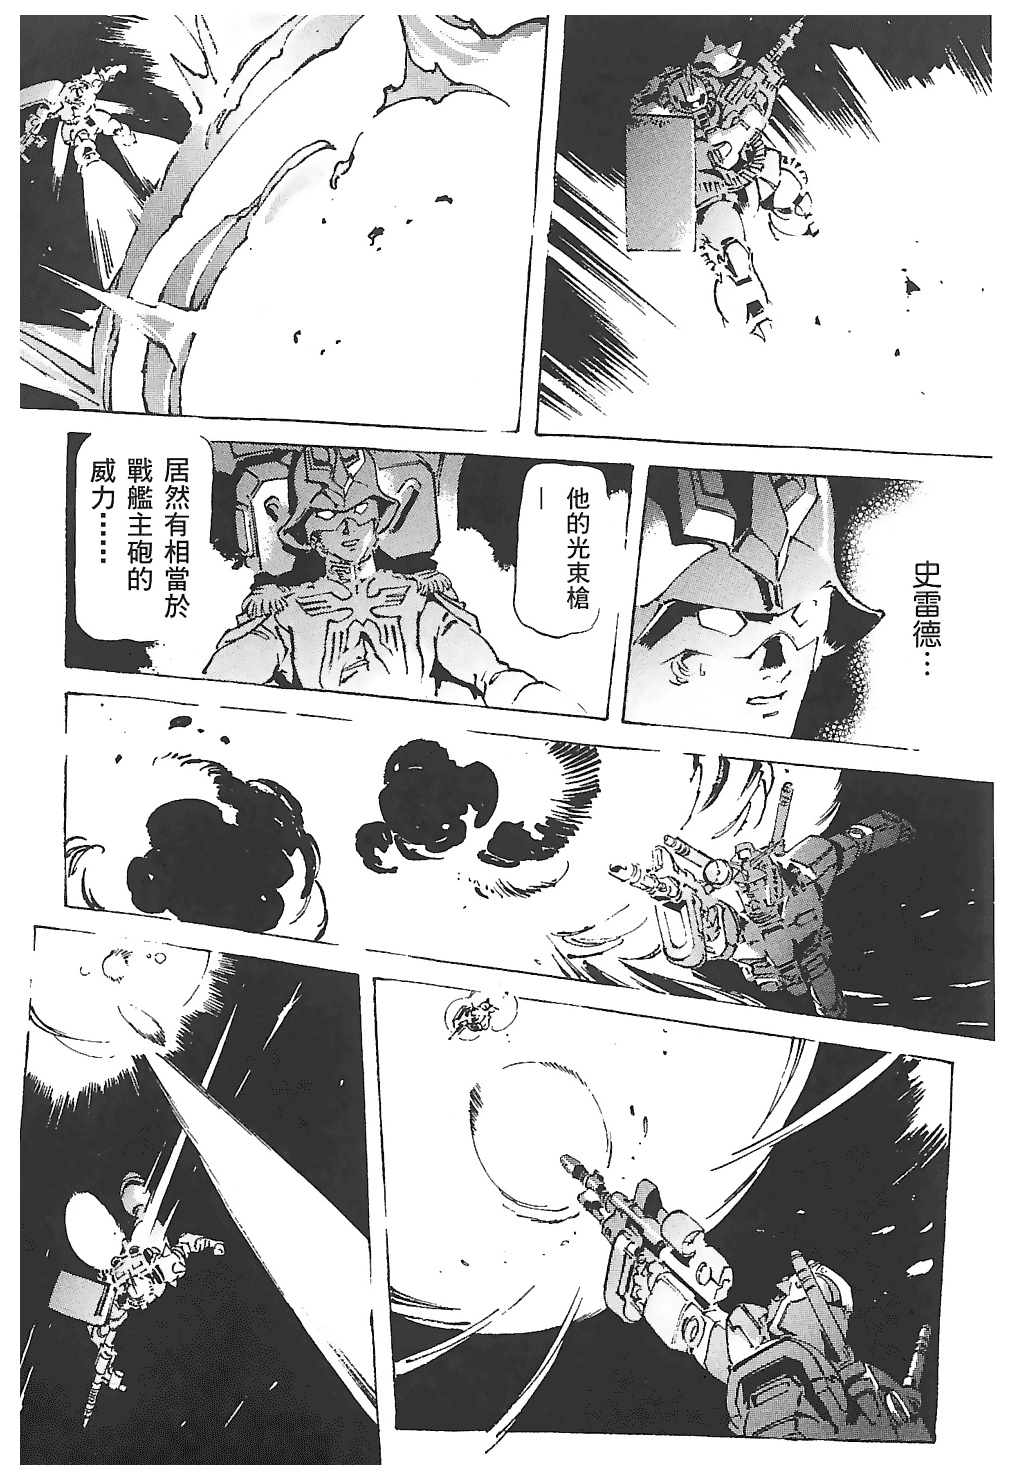 史雷德…
他的光束槍
—
居然有相當於
戰艦主砲的
威力……